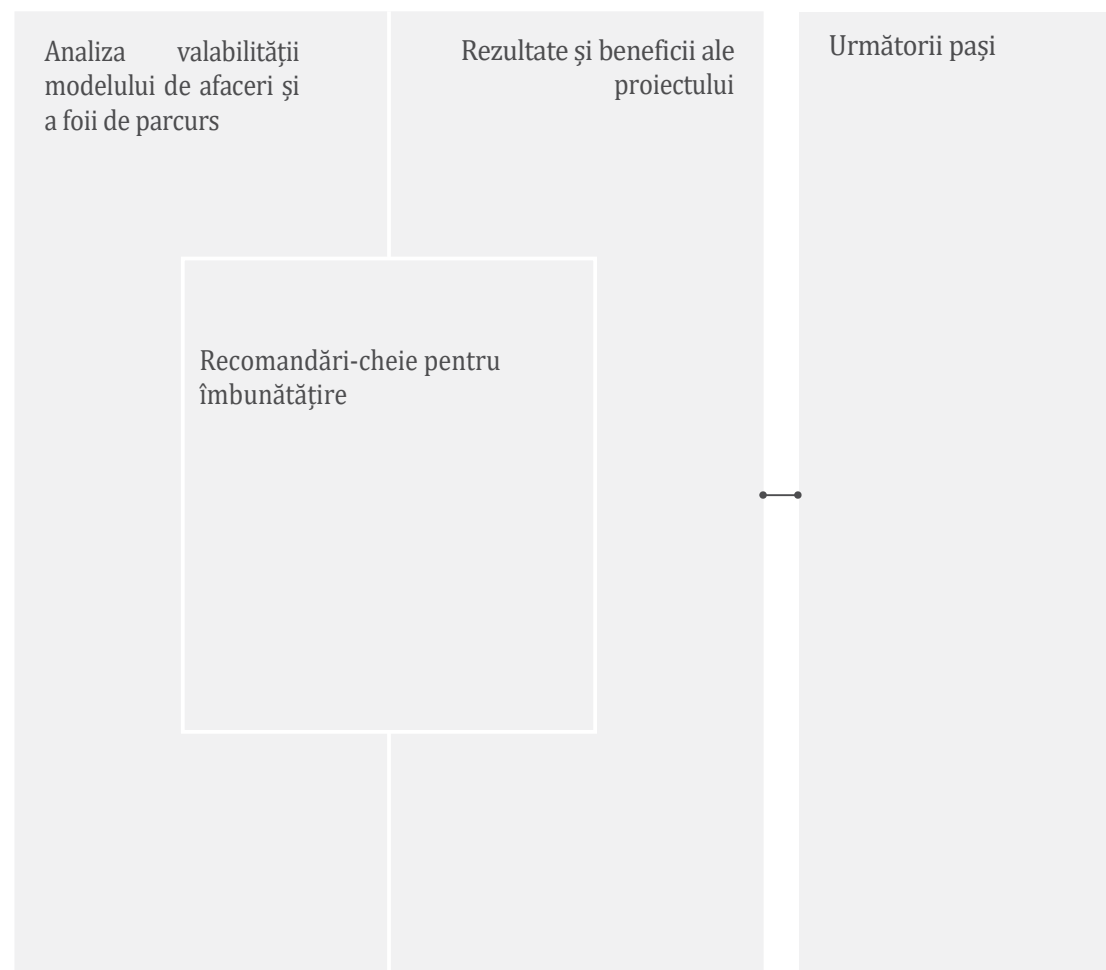 Analiza valabilității
modelului de afaceri și
a foii de parcurs
Rezultate și beneficii ale
proiectului
Următorii pași
Recomandări-cheie pentru
îmbunătățire